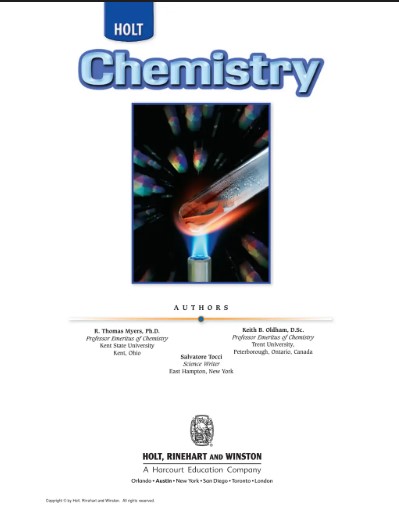 HOLT
Chemistry
AUTHORS
R. Thomas Myers, Ph.D.
Professor Emeritus of Chemistry
Kent State University
Kent, Ohio
Salvatore Tocci
Science Writer
East Hampton, New York
Keith B. Oldham, D.Sc.
Professor Emeritus of Chemistry
Trent University,
Peterborough, Ontario, Canada
HOLT, RINEHART AND WINSTON
A Harcourt Education Company
Orlando • Austin • New York • San Diego • Toronto • London
Copyright © by Holt, Rinehart and Winston. All rights reserved.